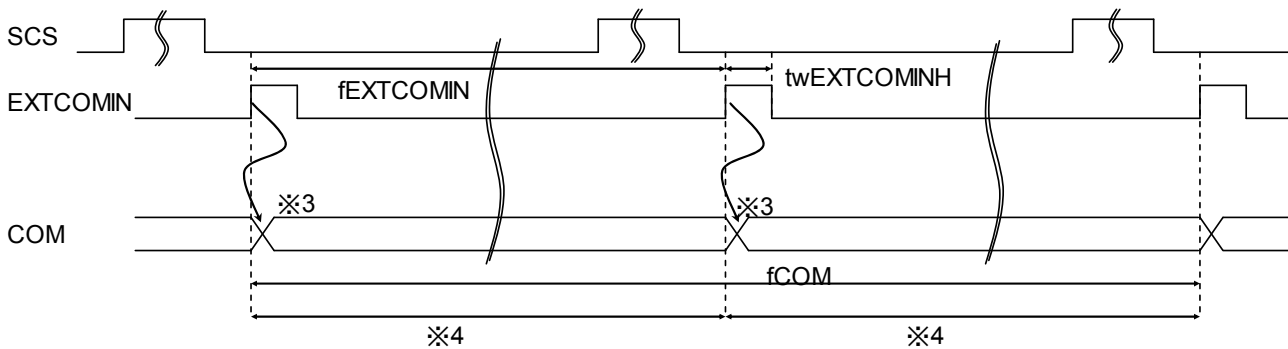 SCS
fEXTCOMIN
twEXTCOMINH
EXTCOMIN
※3
※3
COM
fCOM
※4
※4